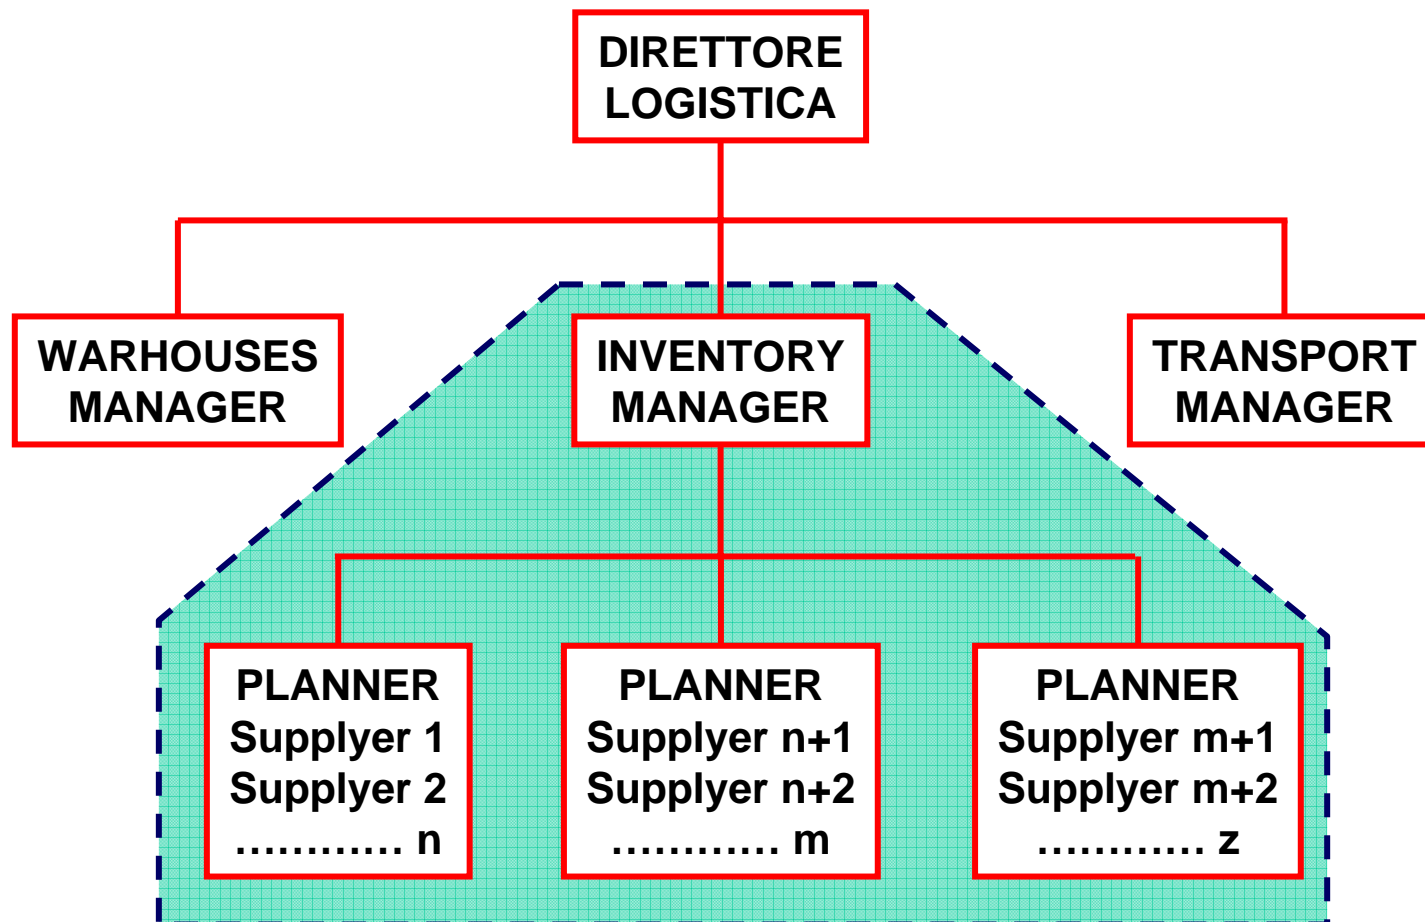 DIRETTORE
LOGISTICA
WARHOUSES
MANAGER
INVENTORY
MANAGER
TRANSPORT
MANAGER
PLANNER
Supplyer 1
Supplyer 2
………… n
PLANNER
Supplyer n+1
Supplyer n+2
………… m
PLANNER
Supplyer m+1
Supplyer m+2
………… z